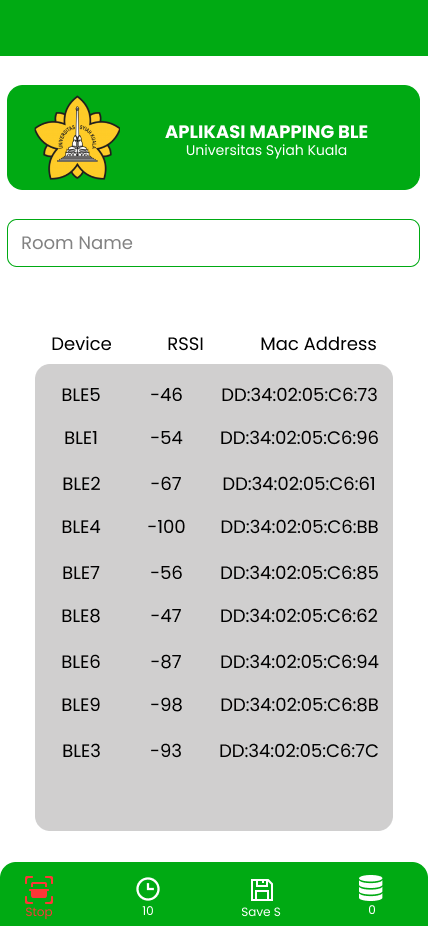 UNIVERSITAS SYIAH KUALA
APLIKASI MAPPING BLE
Universitas Syiah Kuala
Room Name
Device RSSI Mac Address
BLE5 -46 DD:34:02:05:C6:73
BLE1 -54 DD:34:02:05:C6:96
BLE2 -67 DD:34:02:05:C6:61
BLE4 -100 DD:34:02:05:C6:BB
BLE7 -56 DD:34:02:05:C6:85
BLE8 -47 DD:34:02:05:C6:62
BLE6 -87 DD:34:02:05:C6:94
BLE9 -98 DD:34:02:05:C6:8B
BLE3 -93 DD:34:02:05:C6:7C
Stop 10 Save S 0